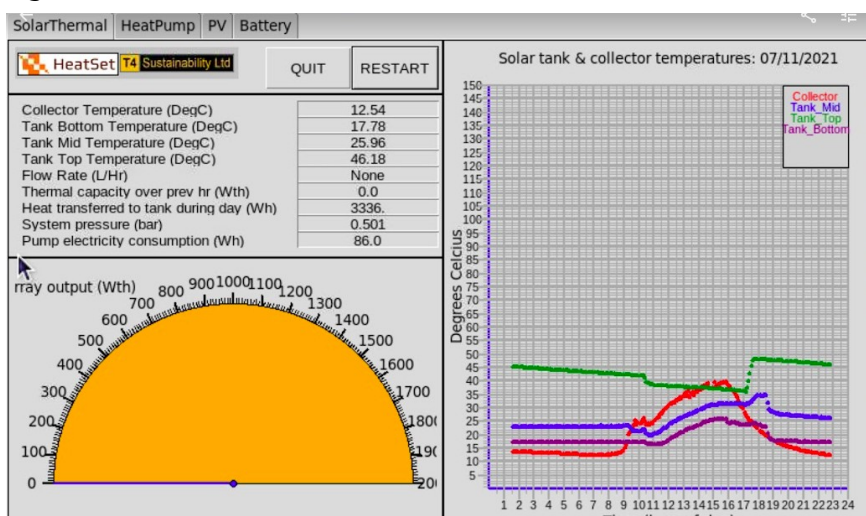 SolarThermal HeatPump PV Battery
HeatSet T4 Sustainability Ltd QUIT RESTART
Collector Temperature (DegC) 12.54
Tank Bottom Temperature (DegC) 17.78
Tank Mid Temperature (DegC) 25.96
Tank Top Temperature (DegC) 46.18
Flow Rate (L/Hr) None
Thermal capacity over prev hr (Wth) 0.0
Heat transferred to tank during day (Wh) 3336.
System pressure (bar) 0.501
Pump electricity consumption (Wh) 86.0
rray output (Wth)
0 100 200 300 400 500 600 700 800 900 1000 1100 1200 1300 1400 1500 1600 1700 180 190 200
Solar tank & collector temperatures: 07/11/2021
Collector
Tank_Mid
Tank_Top
Tank_Bottom
Degrees Celcius
150
145
140
135
130
125
120
115
110
105
100
95
90
85
80
75
70
65
60
55
50
45
40
35
30
25
20
15
10
5
1 2 3 4 5 6 7 8 9 10 11 12 13 14 15 16 17 18 19 20 21 22 23 24